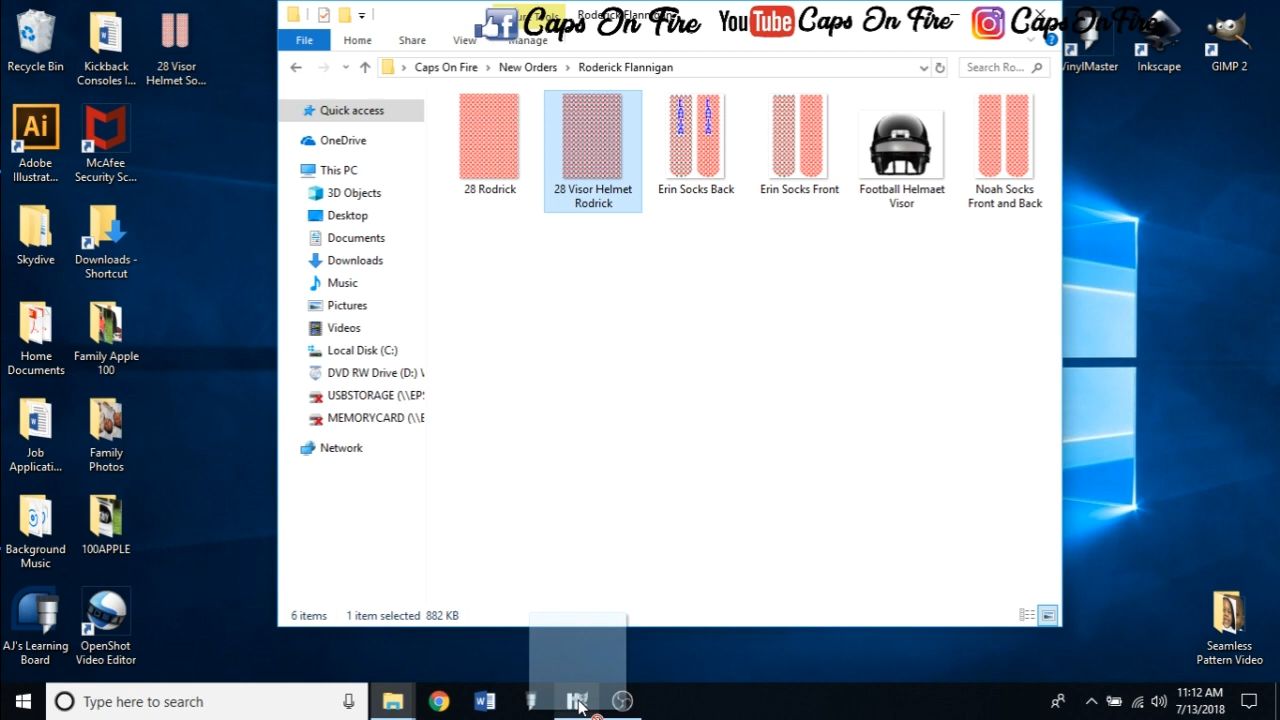 Recycle Bin
Kickback
Consoles I...
28 Visor
Helmet So...
Adobe
Illustrat...
McAfee
Security Sc...
Skydive
Downloads -
Shortcut
Home
Documents
Family Apple
100
Job
Applicati...
Family
Photos
Background
Music
100APPLE
AJ's Learning
Board
OpenShot
Video Editor
Roderick Flannigan
Caps On Fire
You Tube Caps On Fire
Caps On Fire
File
Home
Share
View
Manage
Caps On Fire > New Orders > Roderick Flannigan
Search Ro...
Quick access
OneDrive
This PC
3D Objects
Desktop
Documents
Downloads
Music
Pictures
Videos
Local Disk (C:)
DVD RW Drive (D:)
USBSTORAGE (\\EPS
MEMORYCARD (\\E
Network
28 Rodrick
28 Visor Helmet
Rodrick
Erin Socks Back
Erin Socks Front
Football Helmaet
Visor
Noah Socks
Front and Back
6 items
1 item selected 882 KB
VinylMaster
Inkscape
GIMP 2
Seamless
Pattern Video
Type here to search
11:12 AM
7/13/2018